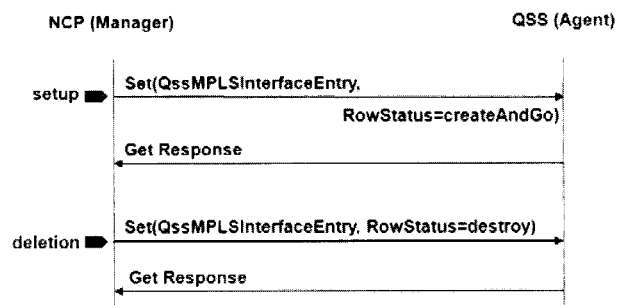 NCP (Manager)
QSS (Agent)
setup
Set(QssMPLSInterfaceEntry,
RowStatus=createAndGo)
Get Response
deletion
Set(QssMPLSInterfaceEntry, RowStatus=destroy)
Get Response